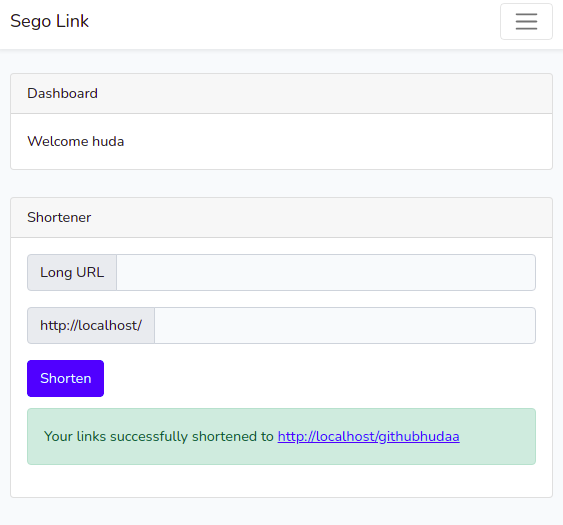 Sego Link
Dashboard
Welcome huda
Shortener
Long URL
http://localhost/
Shorten
Your links successfully shortened to http://localhost/githubhudaa